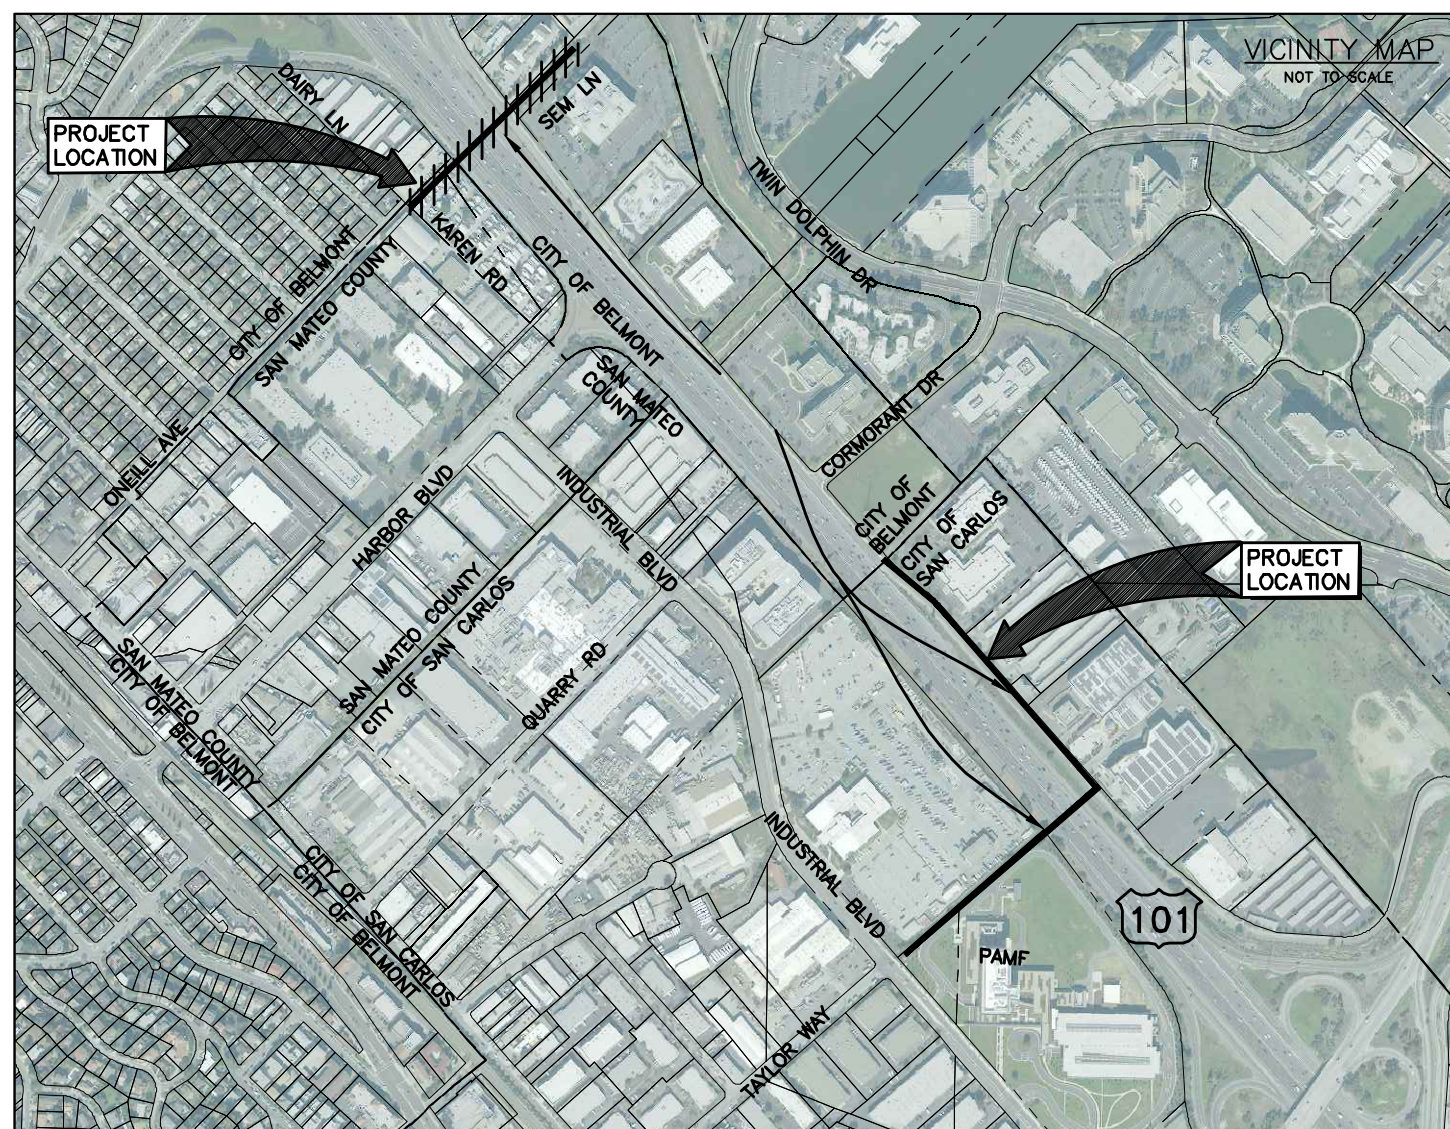 VICINITY MAP
NOT TO SCALE
DAIRY LN
SEM LN
PROJECT
LOCATION
TWIN DOLPHIN DR
KAREN RD
CITY OF BELMONT
CITY OF BELMONT
SAN MATEO COUNTY
SAN MATEO
COUNTY
CORMORANT DR
ONEILL AVE
HARBOR BLVD
INDUSTRIAL BLVD
CITY OF
BELMONT
CITY OF
SAN CARLOS
PROJECT
LOCATION
SAN MATEO COUNTY
CITY OF SAN CARLOS
QUARRY RD
SAN MATEO COUNTY
CITY OF BELMONT
INDUSTRIAL BLVD
CITY OF SAN CARLOS
CITY OF BELMONT
101
PAMF
TAYLOR WAY